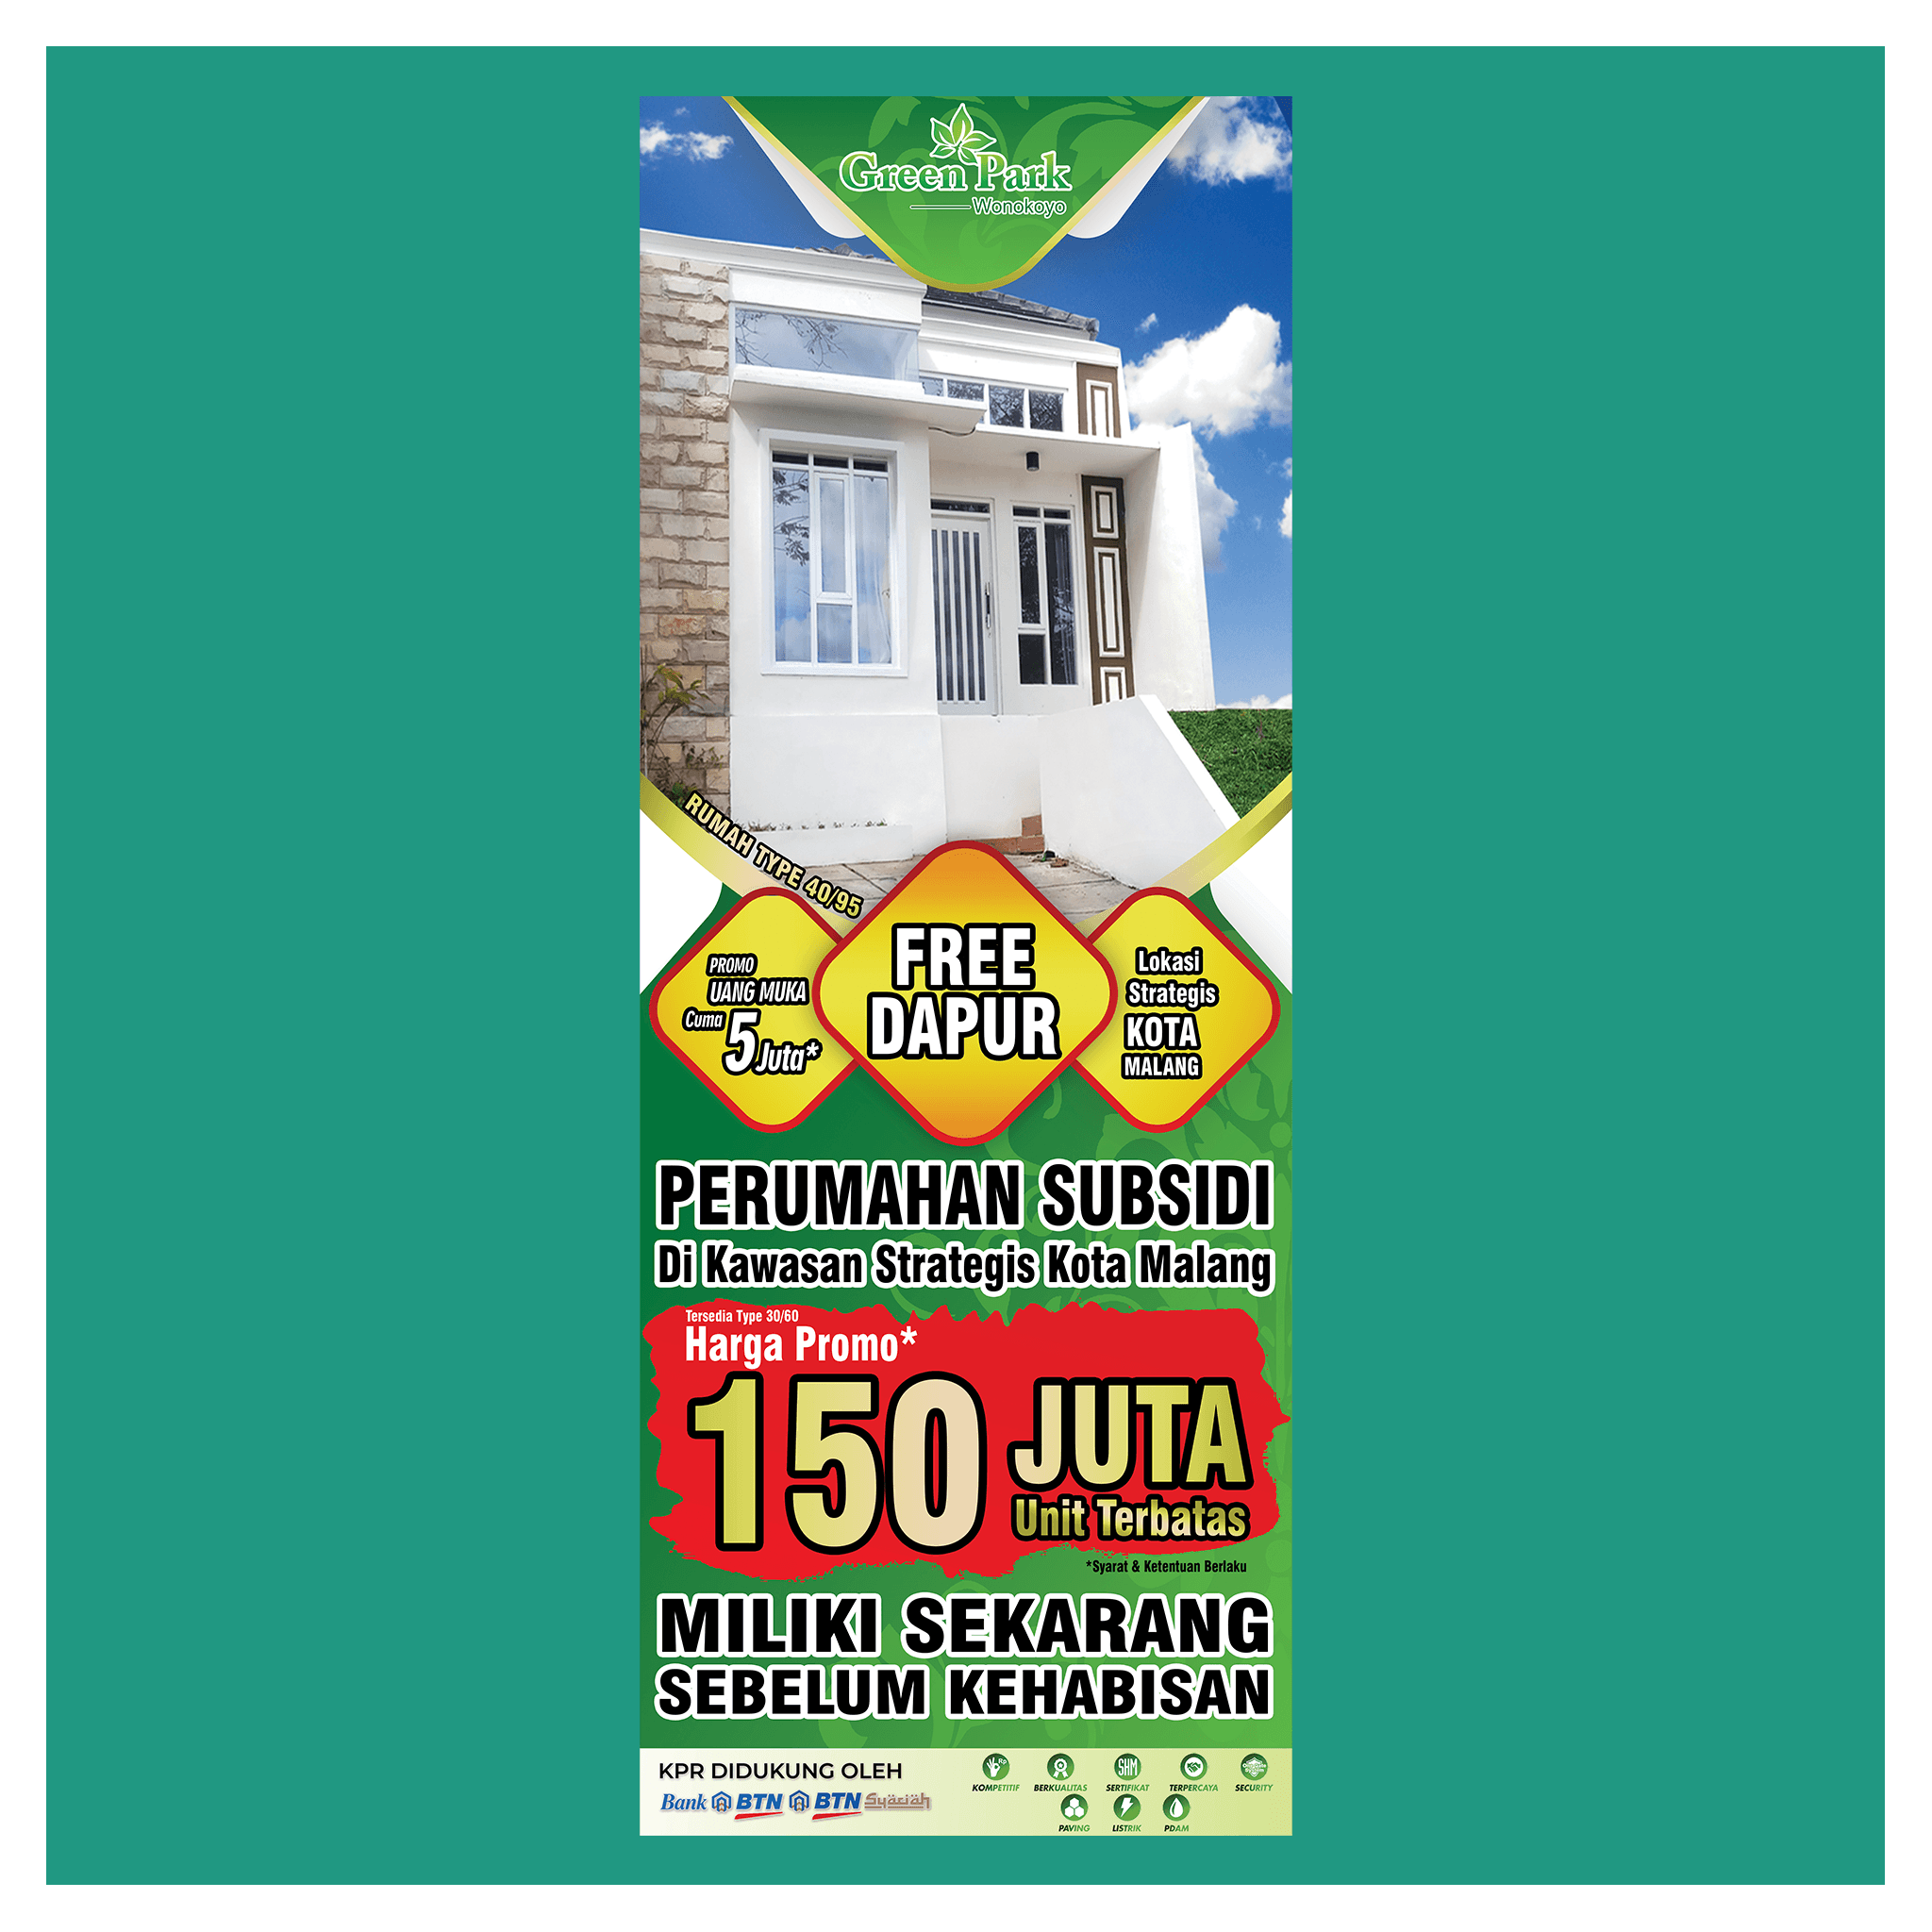 Green Park
Wonokoyo
RUMAH TYPE 40/95
PROMO
UANG MUKA
Cuma 5 Juta*
FREE
DAPUR
Lokasi
Strategis
KOTA
MALANG
PERUMAHAN SUBSIDI
Di Kawasan Strategis Kota Malang
Tersedia Type 30/60
Harga Promo*
150 JUTA
Unit Terbatas
*Syarat & Ketentuan Berlaku
MILIKI SEKARANG
SEBELUM KEHABISAN
KPR DIDUKUNG OLEH
Bank BTN BTN Syariah
Rp
SHM
KOMPETITIF BERKUALITAS SERTIFIKAT TERPERCAYA SECURITY
PAVING LISTRIK PDAM